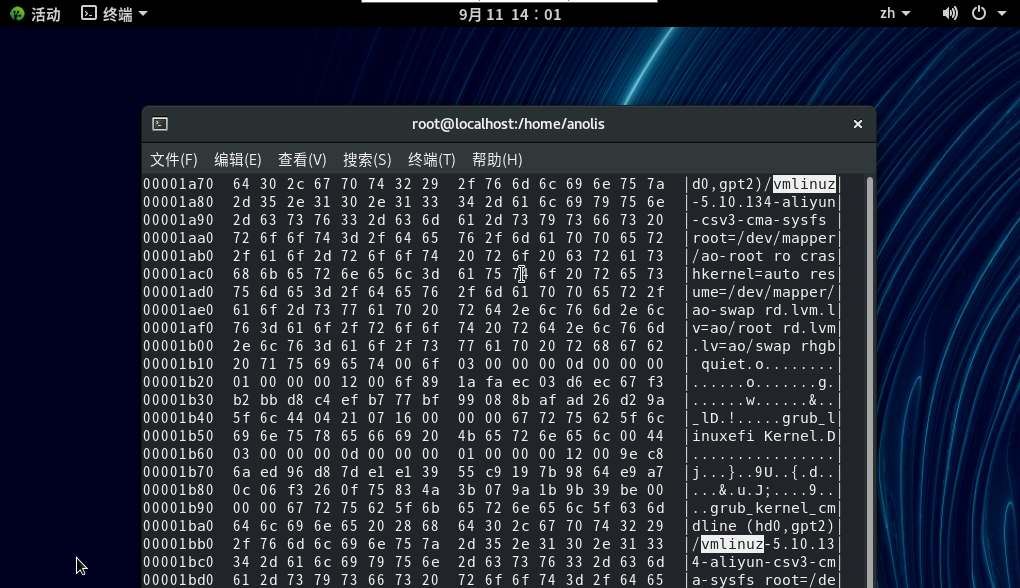 活动 终端 9月 11 14：01 zh
root@localhost:/home/anolis
文件(F) 编辑(E) 查看(V) 搜索(S) 终端(T) 帮助(H)
00001a70  64 30 2c 67 70 74 32 29  2f 76 6d 6c 69 6e 75 7a  |d0,gpt2)/vmlinuz|
00001a80  2d 35 2e 31 30 2e 31 33  34 2d 61 6c 69 79 75 6e  |-5.10.134-aliyun|
00001a90  2d 63 73 76 33 2d 63 6d  61 2d 73 79 73 66 73 20  |-csv3-cma-sysfs |
00001aa0  72 6f 6f 74 3d 2f 64 65  76 2f 6d 61 70 70 65 72  |root=/dev/mapper|
00001ab0  2f 61 6f 2d 72 6f 6f 74  20 72 6f 20 63 72 61 73  |/ao-root ro cras|
00001ac0  68 6b 65 72 6e 65 6c 3d  61 75 74 6f 20 72 65 73  |hkernel=auto res|
00001ad0  75 6d 65 3d 2f 64 65 76  2f 6d 61 70 70 65 72 2f  |ume=/dev/mapper/|
00001ae0  61 6f 2d 73 77 61 70 20  72 64 2e 6c 76 6d 2e 6c  |ao-swap rd.lvm.l|
00001af0  76 3d 61 6f 2f 72 6f 6f  74 20 72 64 2e 6c 76 6d  |v=ao/root rd.lvm|
00001b00  2e 6c 76 3d 61 6f 2f 73  77 61 70 20 72 68 67 62  |.lv=ao/swap rhgb|
00001b10  20 71 75 69 65 74 00 6f  03 00 00 00 0d 00 00 00  | quiet.o........|
00001b20  01 00 00 00 12 00 6f 89  1a fa ec 03 d6 ec 67 f3  |......o.......g.|
00001b30  b2 bb d8 c4 ef b7 77 bf  99 08 8b af ad 26 d2 9a  |......w......&..|
00001b40  5f 6c 44 04 21 07 16 00  00 00 67 72 75 62 5f 6c  |_lD.!.....grub_l|
00001b50  69 6e 75 78 65 66 69 20  4b 65 72 6e 65 6c 00 44  |inuxefi Kernel.D|
00001b60  03 00 00 00 0d 00 00 00  01 00 00 00 12 00 9e c8  |................|
00001b70  6a ed 96 d8 7d e1 e1 39  55 c9 19 7b 98 64 e9 a7  |j...}..9U..{.d..|
00001b80  0c 06 f3 26 0f 75 83 4a  3b 07 9a 1b 9b 39 be 00  |...&.u.J;....9..|
00001b90  00 00 67 72 75 62 5f 6b  65 72 6e 65 6c 5f 63 6d  |..grub_kernel_cm|
00001ba0  64 6c 69 6e 65 20 28 68  64 30 2c 67 70 74 32 29  |dline (hd0,gpt2)|
00001bb0  2f 76 6d 6c 69 6e 75 7a  2d 35 2e 31 30 2e 31 33  |/vmlinuz-5.10.13|
00001bc0  34 2d 61 6c 69 79 75 6e  2d 63 73 76 33 2d 63 6d  |4-aliyun-csv3-cm|
00001bd0  61 2d 73 79 73 66 73 20  72 6f 6f 74 3d 2f 64 65  |a-sysfs root=/de|